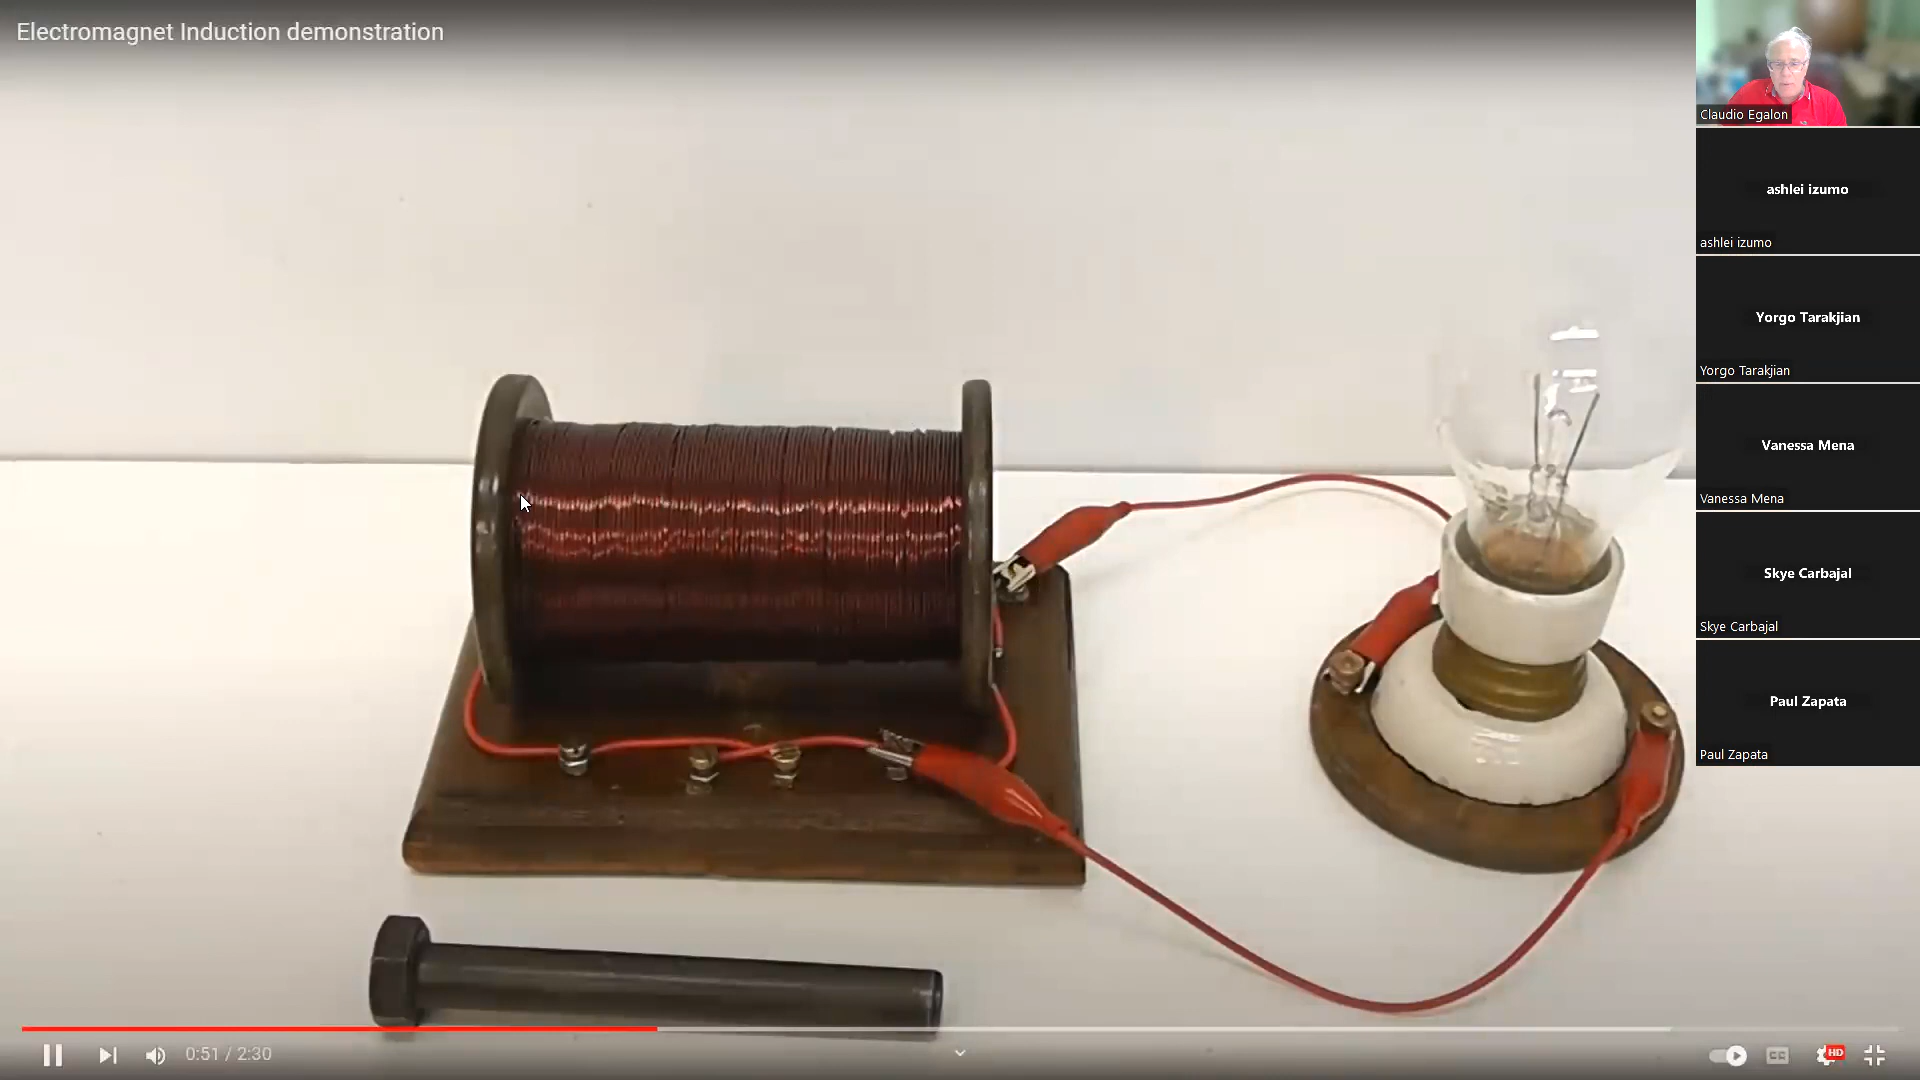 Electromagnet Induction demonstration
Claudio Egalon
ashlei izumo
ashlei izumo
Yorgo Tarakjian
Yorgo Tarakjian
Vanessa Mena
Vanessa Mena
Skye Carbajal
Skye Carbajal
Paul Zapata
Paul Zapata
0:51 / 2:30
CC
HD